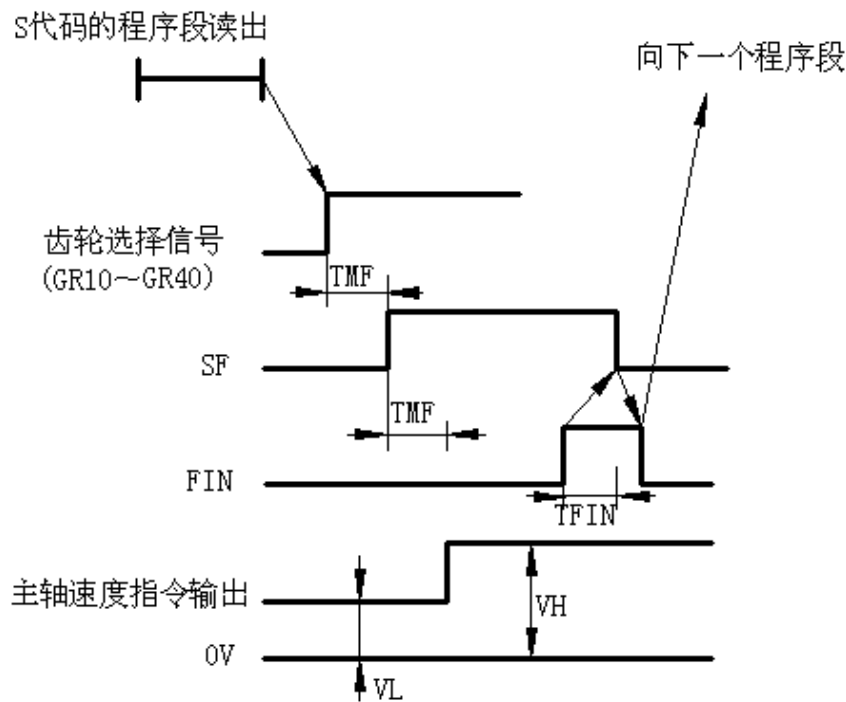 S代码的程序段读出
向下一个程序段
齿轮选择信号
(GR10～GR40)
TMF
SF
TMF
FIN
TFIN
主轴速度指令输出
VH
0V
VL